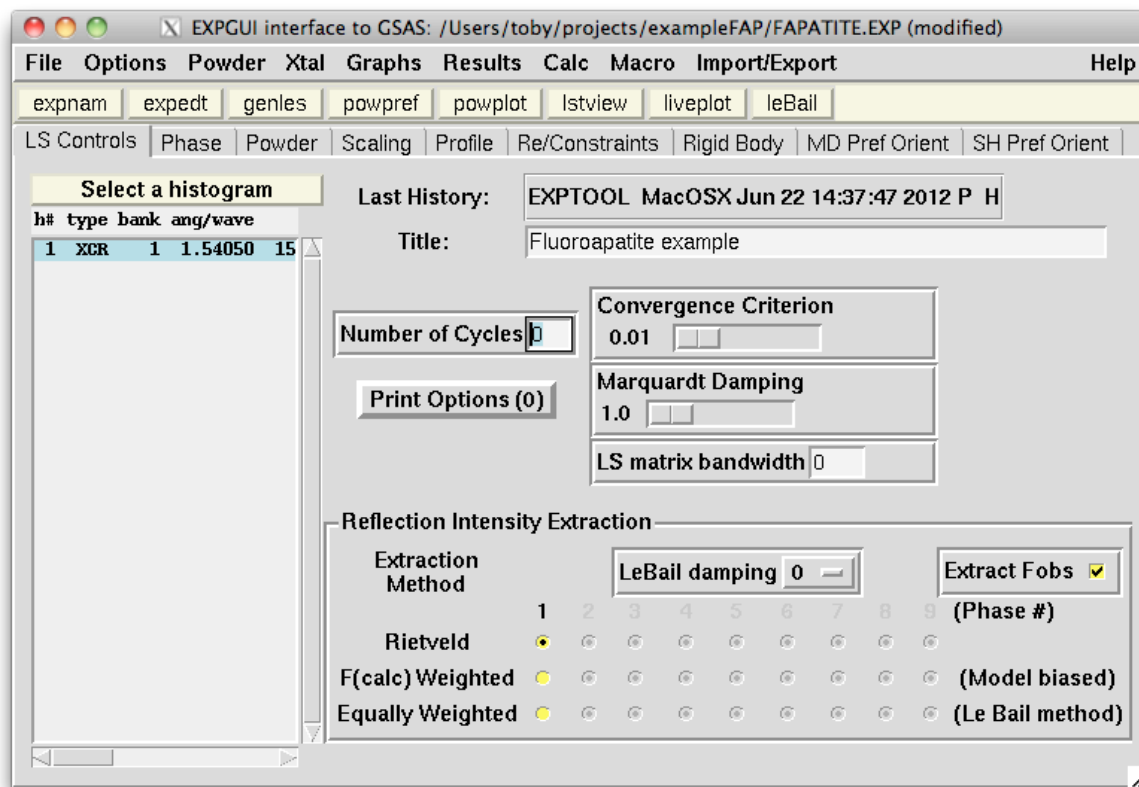 EXPGUI interface to GSAS: /Users/toby/projects/exampleFAP/FAPATITE.EXP (modified)
File Options Powder Xtal Graphs Results Calc Macro Import/Export Help
expnam expedt genles powpref powplot lstview liveplot leBail
LS Controls Phase Powder Scaling Profile Re/Constraints Rigid Body MD Pref Orient SH Pref Orient
Select a histogram
h# type bank ang/wave
1 XCR 1 1.54050 15
Last History: EXPTOOL MacOSX Jun 22 14:37:47 2012 P H
Title: Fluoroapatite example
Number of Cycles 0
Convergence Criterion
0.01
Print Options (0)
Marquardt Damping
1.0
LS matrix bandwidth 0
Reflection Intensity Extraction
Extraction Method
LeBail damping 0
Extract Fobs
1 2 3 4 5 6 7 8 9 (Phase #)
Rietveld
F(calc) Weighted (Model biased)
Equally Weighted (Le Bail method)